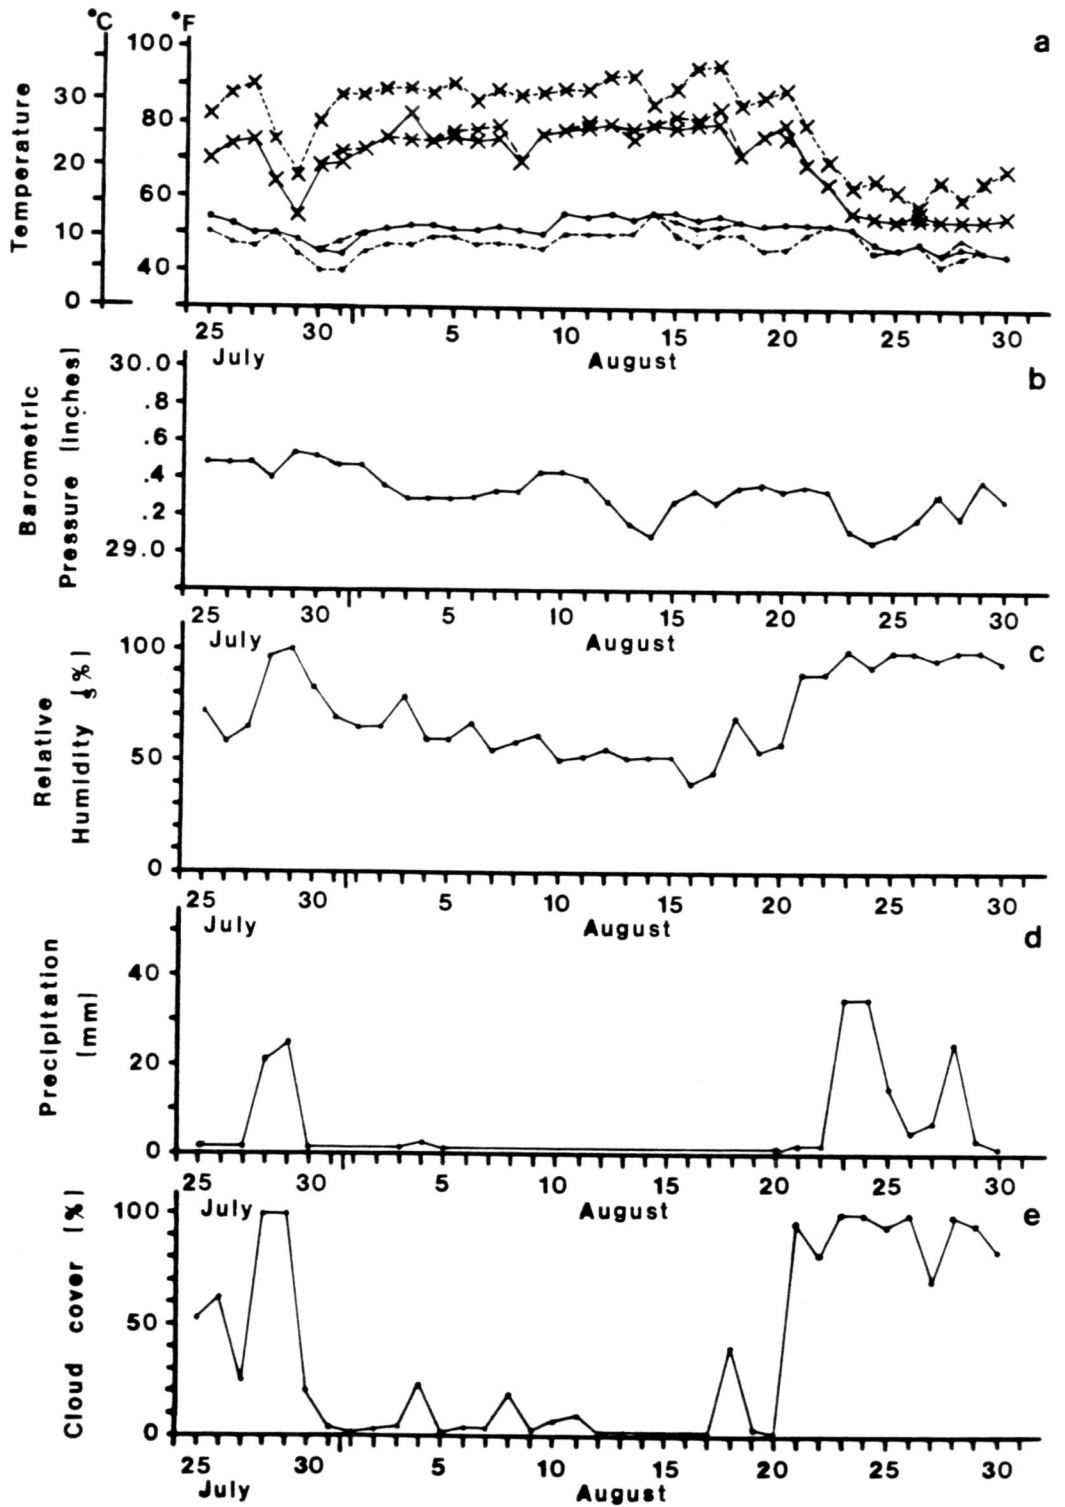 °C °F a
Temperature
100
80
60
40
30
20
10
0
25 30 5 10 15 20 25 30
July August
b
Barometric
Pressure (inches)
30.0
.8
.6
.4
.2
29.0
25 30 5 10 15 20 25 30
July August
c
Relative
Humidity (%)
100
50
0
25 30 5 10 15 20 25 30
July August
d
Precipitation
(mm)
40
20
0
25 30 5 10 15 20 25 30
July August
e
Cloud cover (%)
100
50
0
25 30 5 10 15 20 25 30
July August